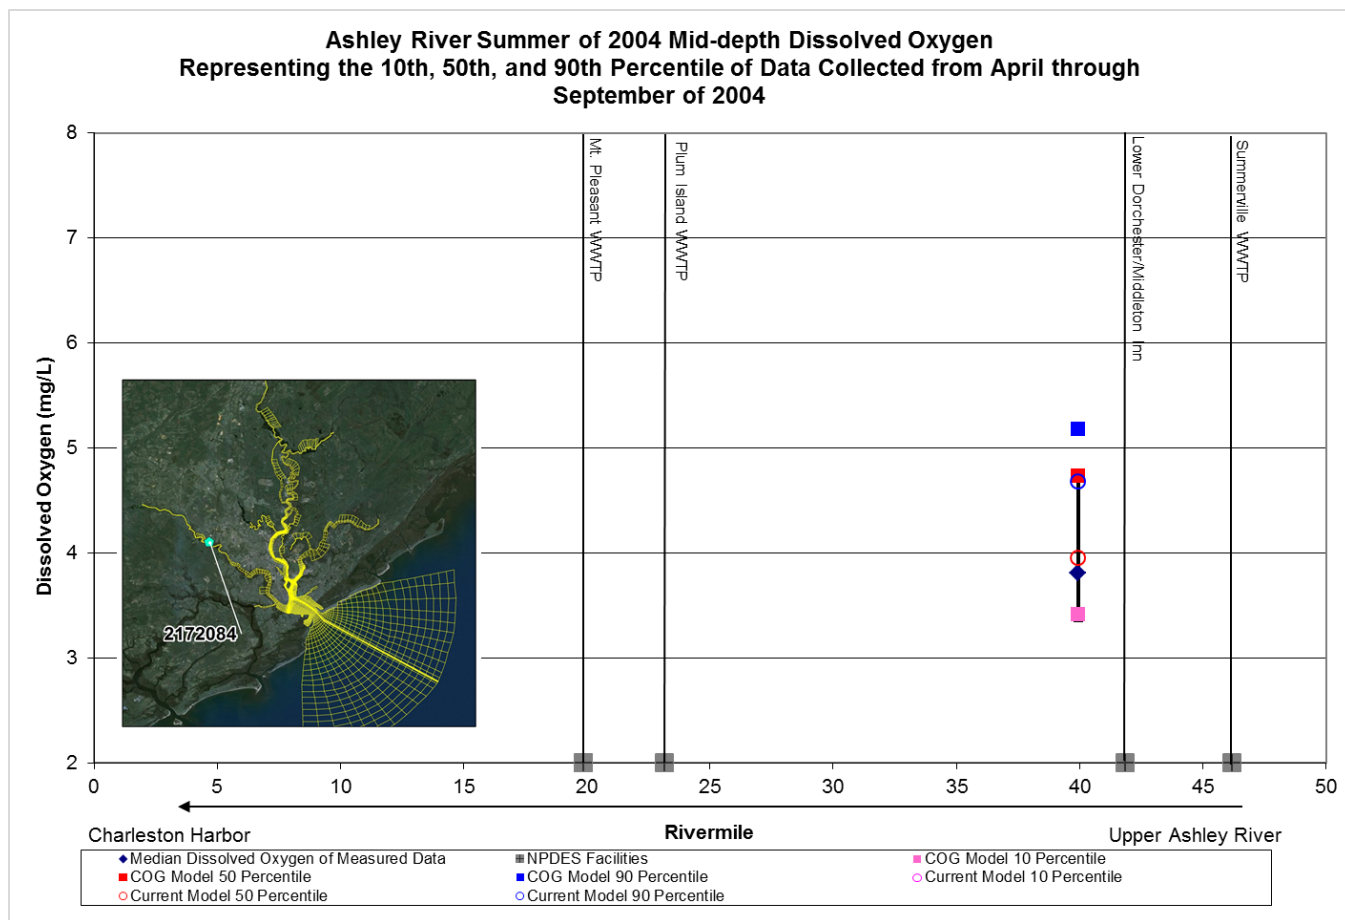 Ashley River Summer of 2004 Mid-depth Dissolved Oxygen
Representing the 10th, 50th, and 90th Percentile of Data Collected from April through
September of 2004
8
7
6
5
4
3
2
Dissolved Oxygen (mg/L)
Mt. Pleasant WWTP
Plum Island WWTP
Lower Dorchester/Middleton Inn
Summerville WWTP
2172084
0 5 10 15 20 25 30 35 40 45 50
Charleston Harbor Rivermile Upper Ashley River
Median Dissolved Oxygen of Measured Data NPDES Facilities COG Model 10 Percentile
COG Model 50 Percentile COG Model 90 Percentile Current Model 10 Percentile
Current Model 50 Percentile Current Model 90 Percentile